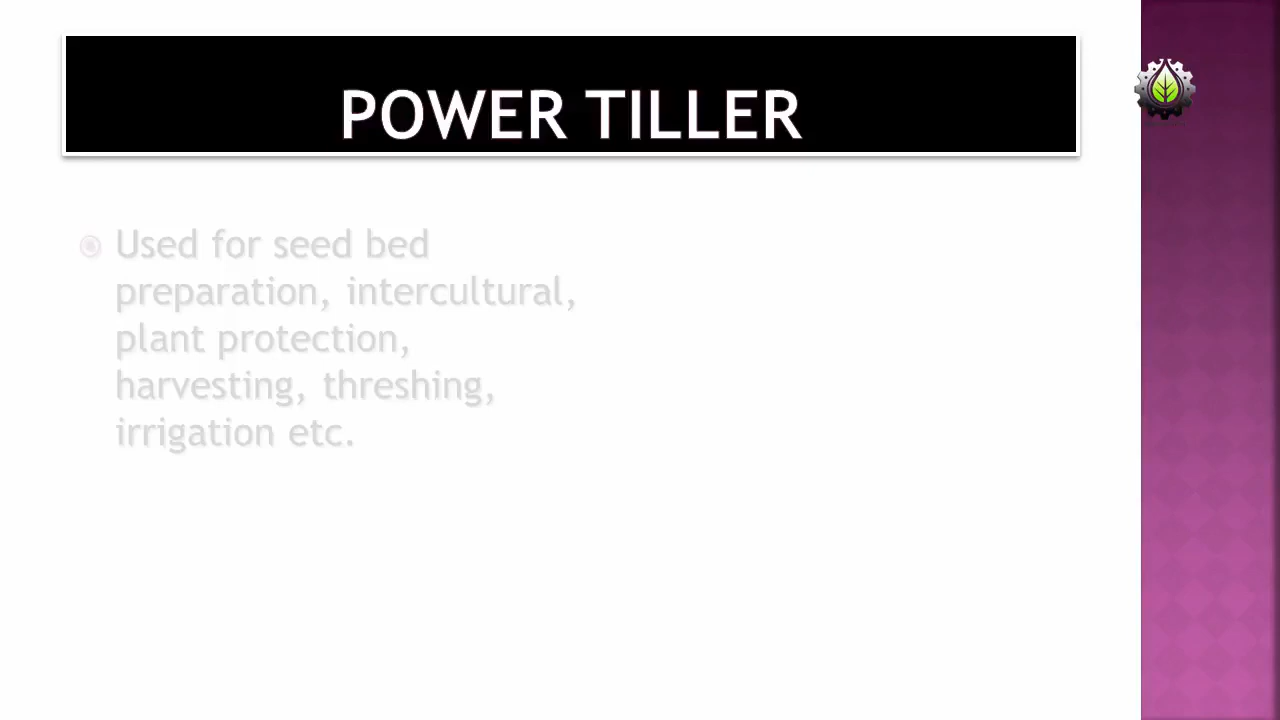 POWER TILLER
Used for seed bed
preparation, intercultural,
plant protection,
harvesting, threshing,
irrigation etc.